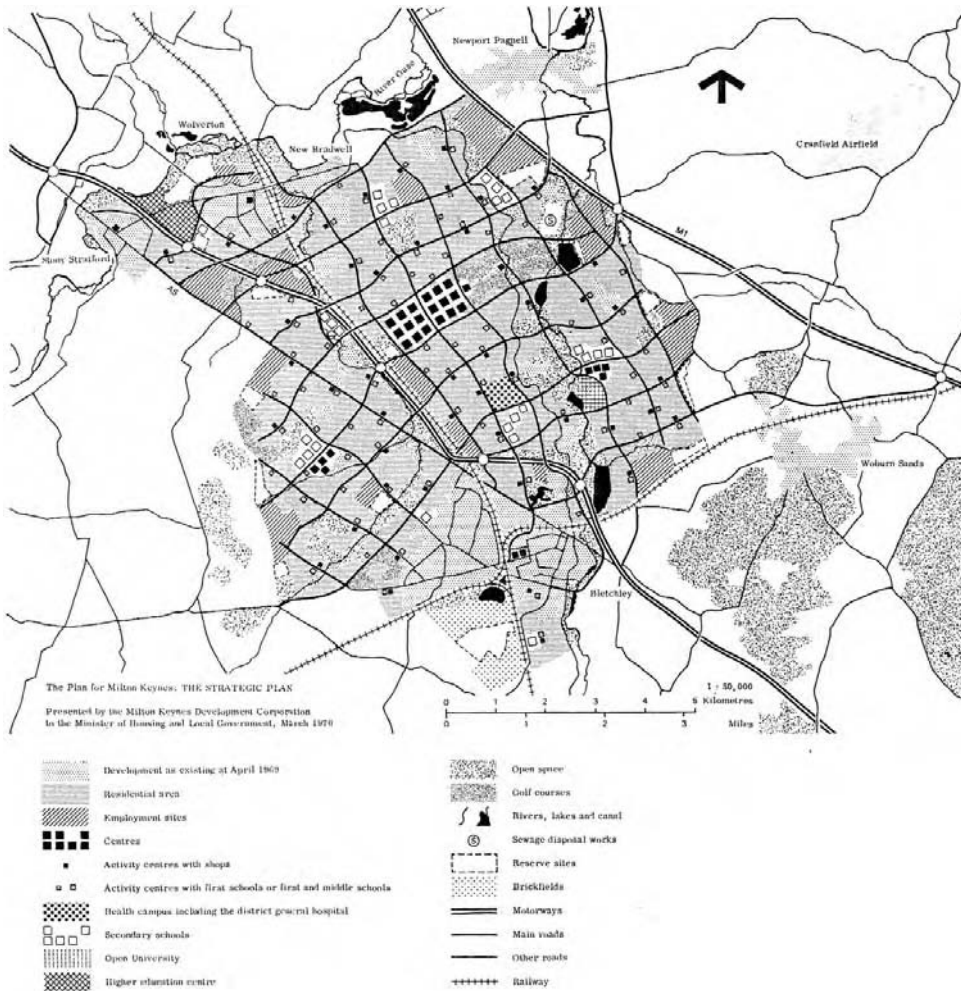 Newport Pagnell
River Ouse
Wolverton
New Bradwell
Cranfield Airfield
S
M1
Stony Stratford
A5
Woburn Sands
Bletchley
The Plan for Milton Keynes: THE STRATEGIC PLAN
Presented by the Milton Keynes Development Corporation
to the Minister of Housing and Local Government, March 1970
1 : 50,000
0 1 2 3 4 5 6 Kilometres
0 1 2 3 Miles
Development as existing at April 1969
Residential area
Employment sites
Centres
Activity centres with shops
Activity centres with first schools or first and middle schools
Health campus including the district general hospital
Secondary schools
Open University
Higher education centre
Open space
Golf courses
Rivers, lakes and canal
S Sewage disposal works
Reserve sites
Brickfields
Motorways
Main roads
Other roads
Railway